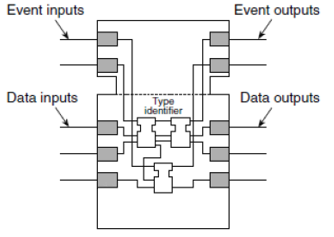 Event inputs
Event outputs
Data inputs
Type
identifier
Data outputs